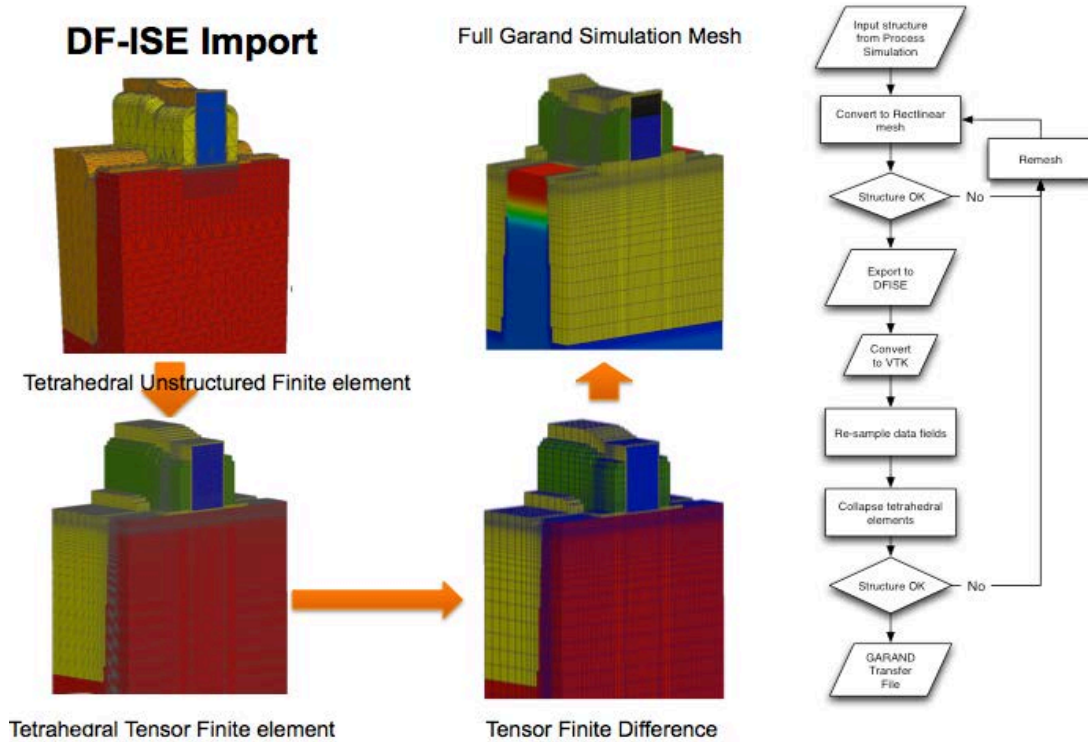 DF-ISE Import
Full Garand Simulation Mesh
Tetrahedral Unstructured Finite element
Tetrahedral Tensor Finite element
Tensor Finite Difference
Input structure
from Process
Simulation
Convert to Rectlinear
mesh
Remesh
Structure OK
No
Export to
DFISE
Convert
to VTK
Re-sample data fields
Collapse tetrahedral
elements
Structure OK
No
GARAND
Transfer
File